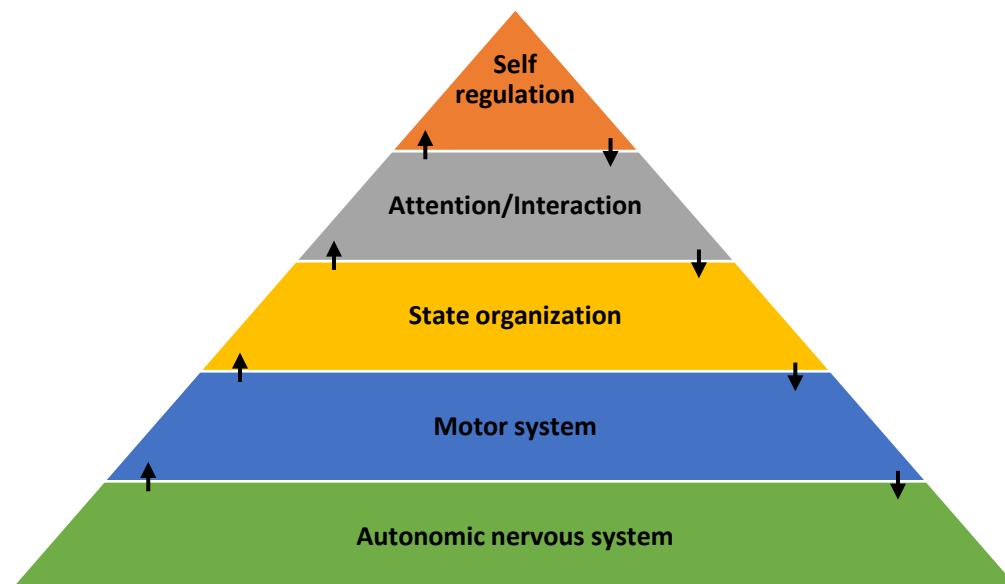 Self
regulation
Attention/Interaction
State organization
Motor system
Autonomic nervous system